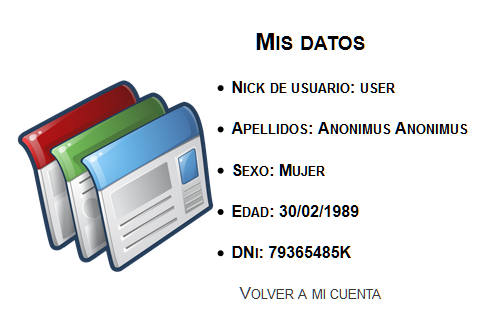 Mis datos
Nick de usuario: user
Apellidos: Anonimus Anonimus
Sexo: Mujer
Edad: 30/02/1989
DNi: 79365485K
Volver a mi cuenta